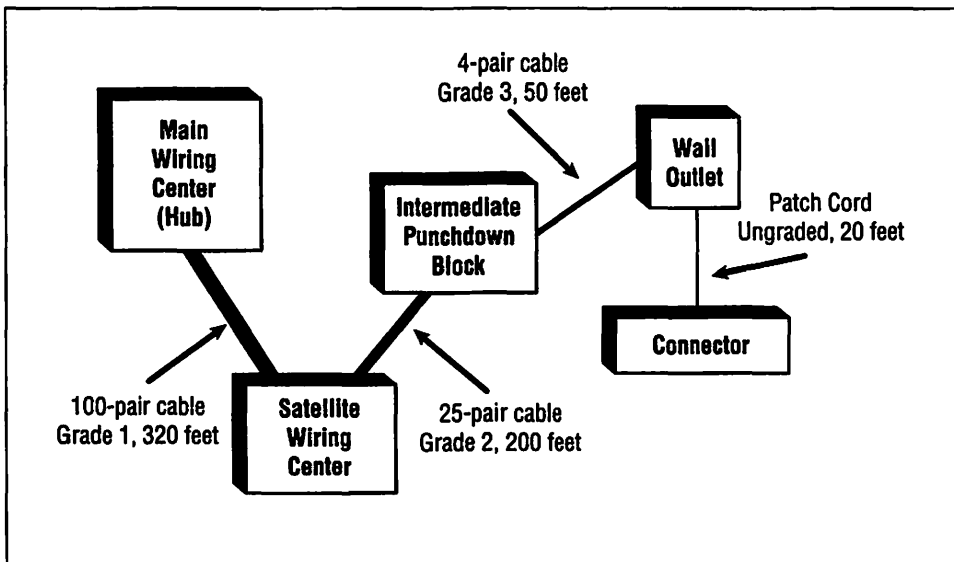 4-pair cable
Grade 3, 50 feet
Main
Wiring
Center
(Hub)
Wall
Outlet
Intermediate
Punchdown
Block
Patch Cord
Ungraded, 20 feet
Connector
100-pair cable
Grade 1, 320 feet
Satellite
Wiring
Center
25-pair cable
Grade 2, 200 feet